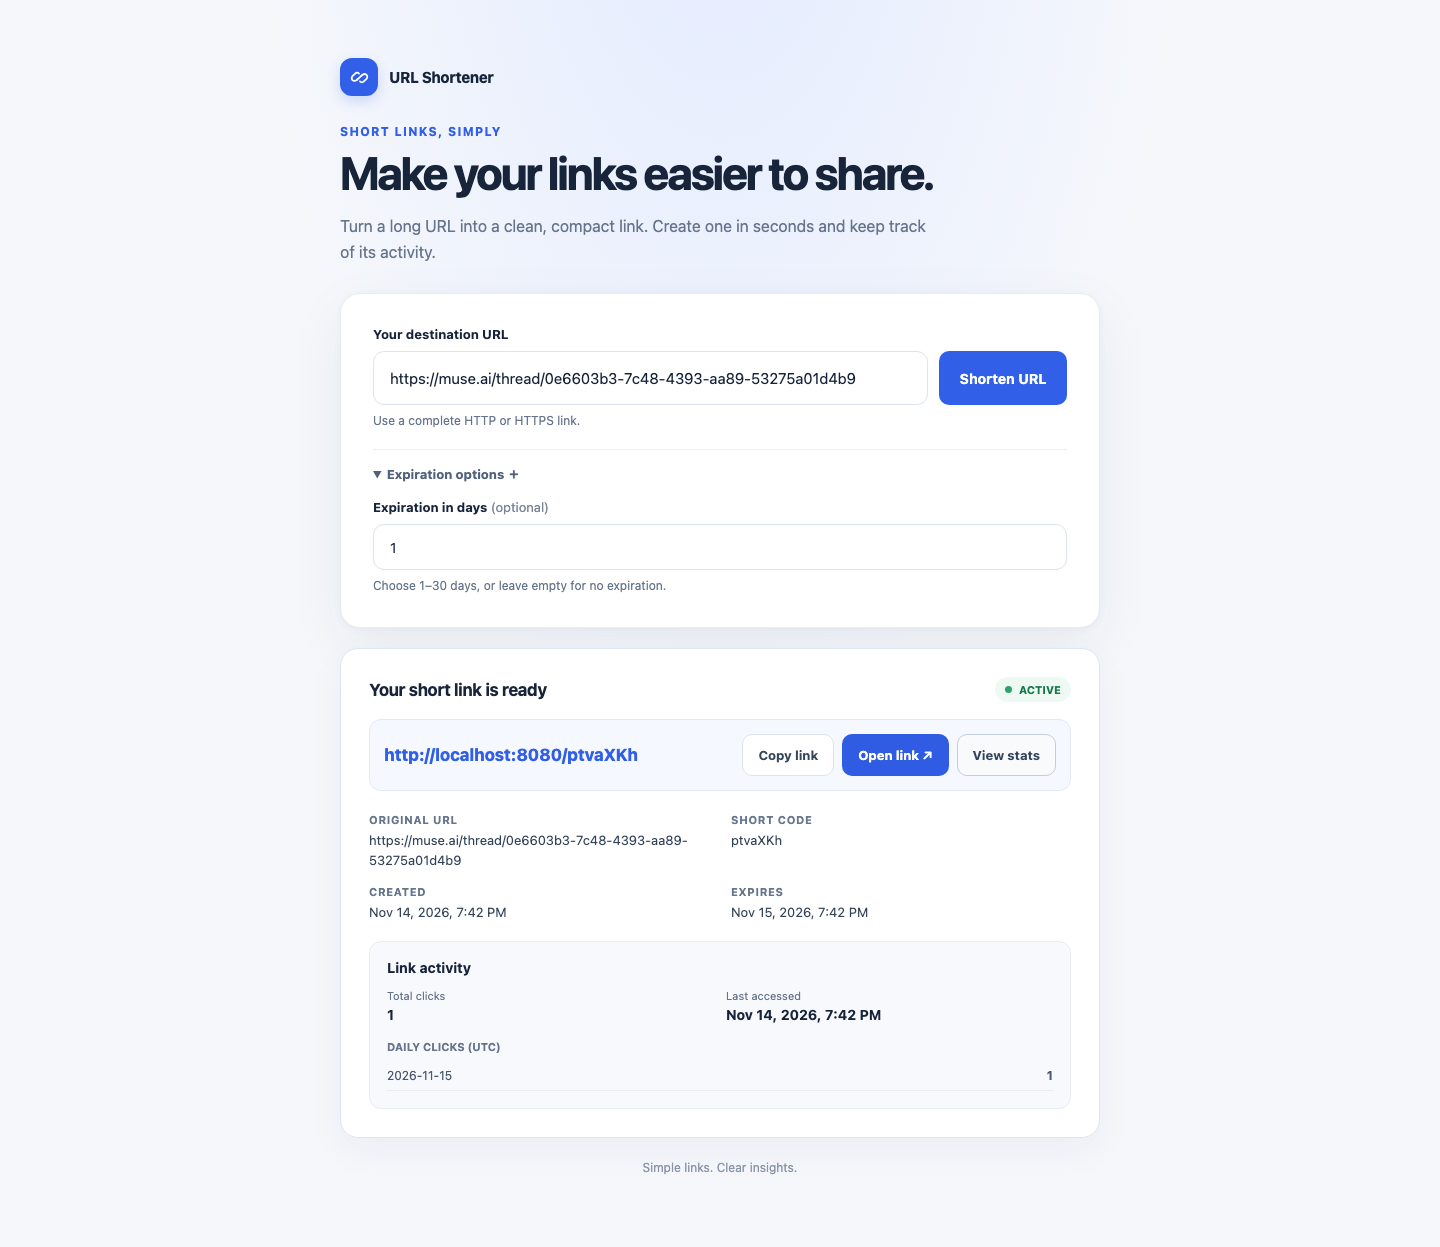 URL Shortener
SHORT LINKS, SIMPLY
Make your links easier to share.
Turn a long URL into a clean, compact link. Create one in seconds and keep track
of its activity.
Your destination URL
https://muse.ai/thread/0e6603b3-7c48-4393-aa89-53275a01d4b9
Shorten URL
Use a complete HTTP or HTTPS link.
▼ Expiration options +
Expiration in days (optional)
1
Choose 1–30 days, or leave empty for no expiration.
Your short link is ready
ACTIVE
http://localhost:8080/ptvaXKh
Copy link
Open link ↗
View stats
ORIGINAL URL
https://muse.ai/thread/0e6603b3-7c48-4393-aa89-
53275a01d4b9
SHORT CODE
ptvaXKh
CREATED
Nov 14, 2026, 7:42 PM
EXPIRES
Nov 15, 2026, 7:42 PM
Link activity
Total clicks
1
Last accessed
Nov 14, 2026, 7:42 PM
DAILY CLICKS (UTC)
2026-11-15 1
Simple links. Clear insights.